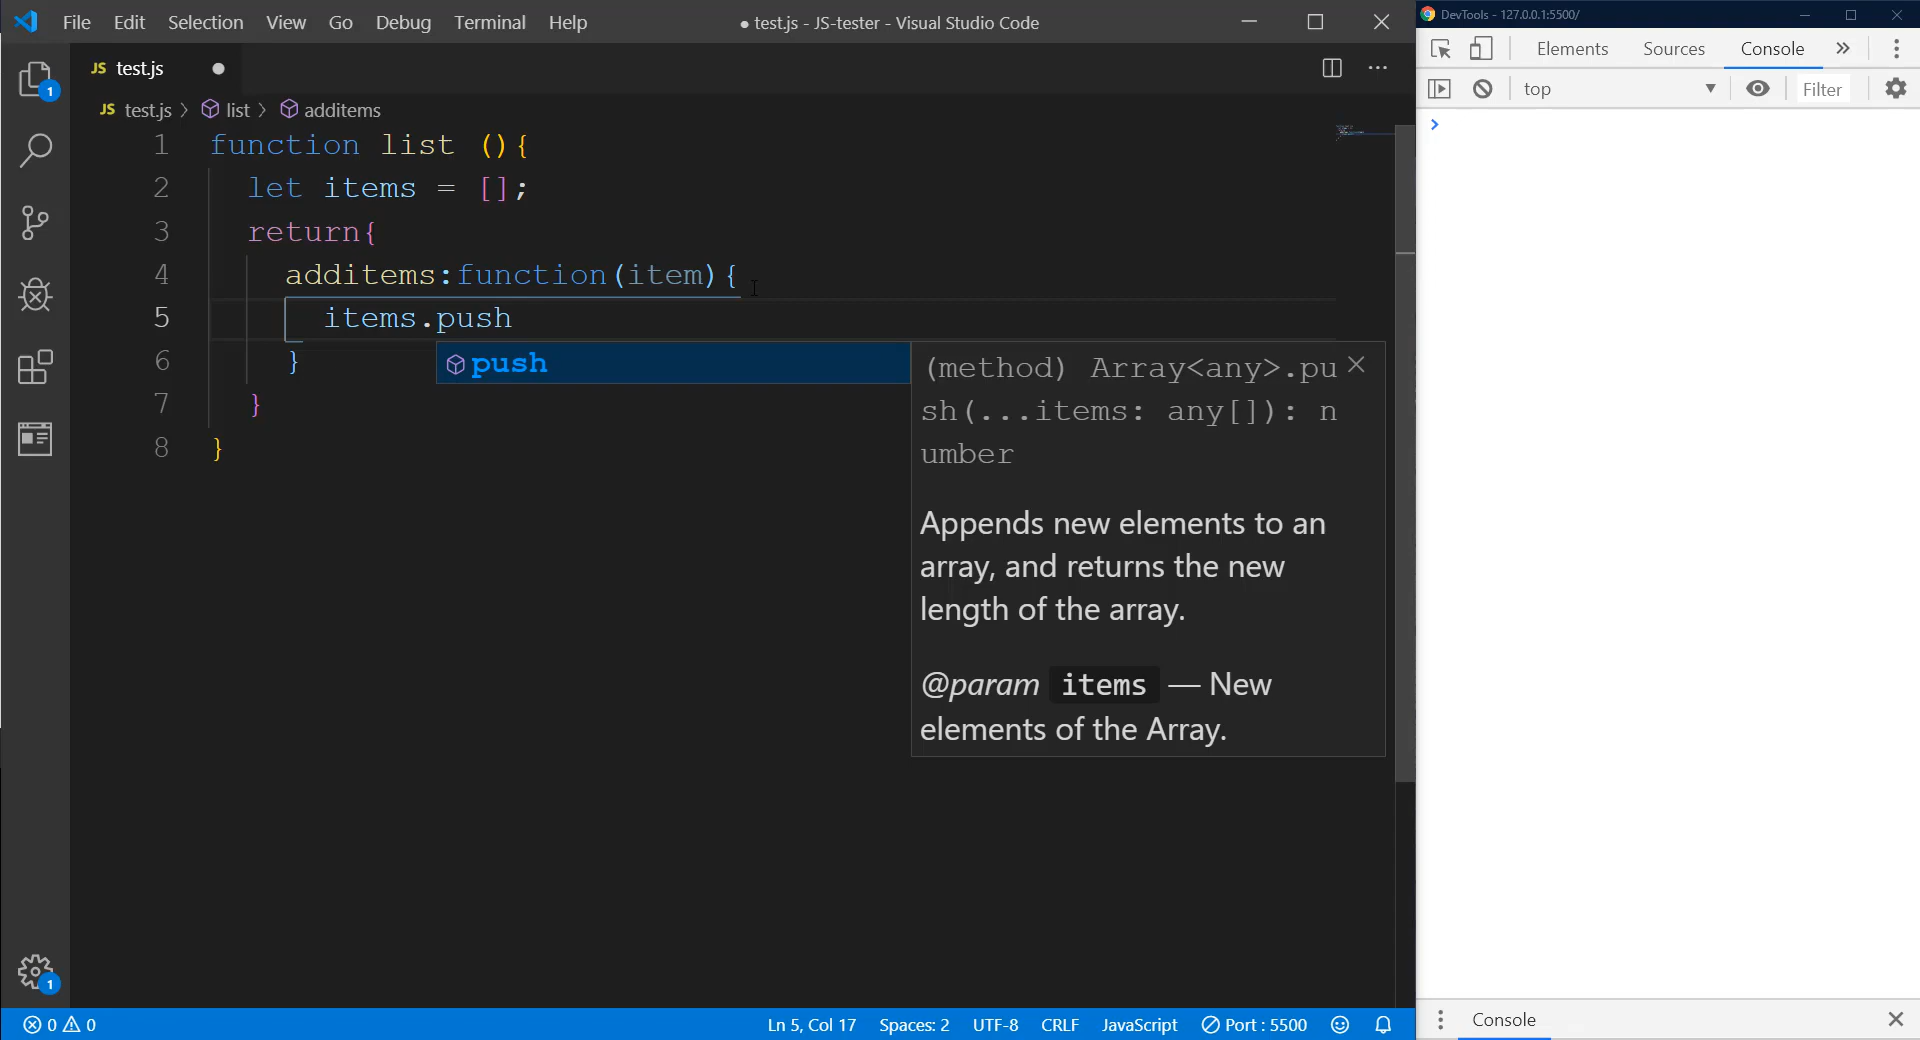 File Edit Selection View Go Debug Terminal Help
● test.js - JS-tester - Visual Studio Code
JS test.js ●
JS test.js > list > additems
1 function list (){
2 let items = [];
3 return{
4 additems:function(item){
5 items.push
6 }
7 }
8 }
push
(method) Array<any>.pu
sh(...items: any[]): n
umber
Appends new elements to an
array, and returns the new
length of the array.
@param items — New
elements of the Array.
1
1
0 0
Ln 5, Col 17 Spaces: 2 UTF-8 CRLF JavaScript Port : 5500
DevTools - 127.0.0.1:5500/
Elements Sources Console »
top ▼ Filter
>
Console